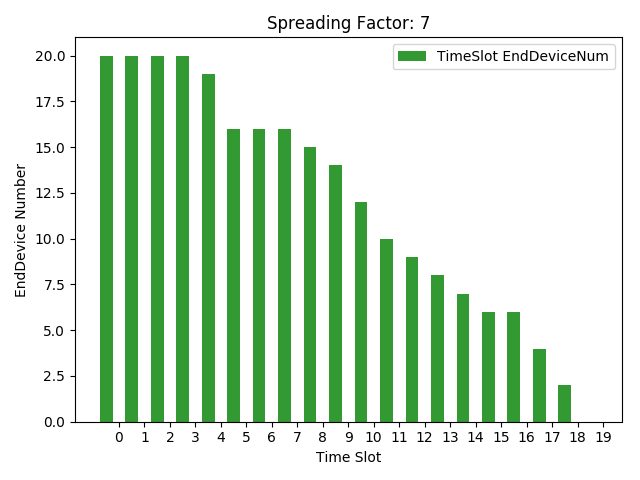 Spreading Factor: 7
TimeSlot EndDeviceNum
EndDevice Number
20.0
17.5
15.0
12.5
10.0
7.5
5.0
2.5
0.0
0 1 2 3 4 5 6 7 8 9 10 11 12 13 14 15 16 17 18 19
Time Slot